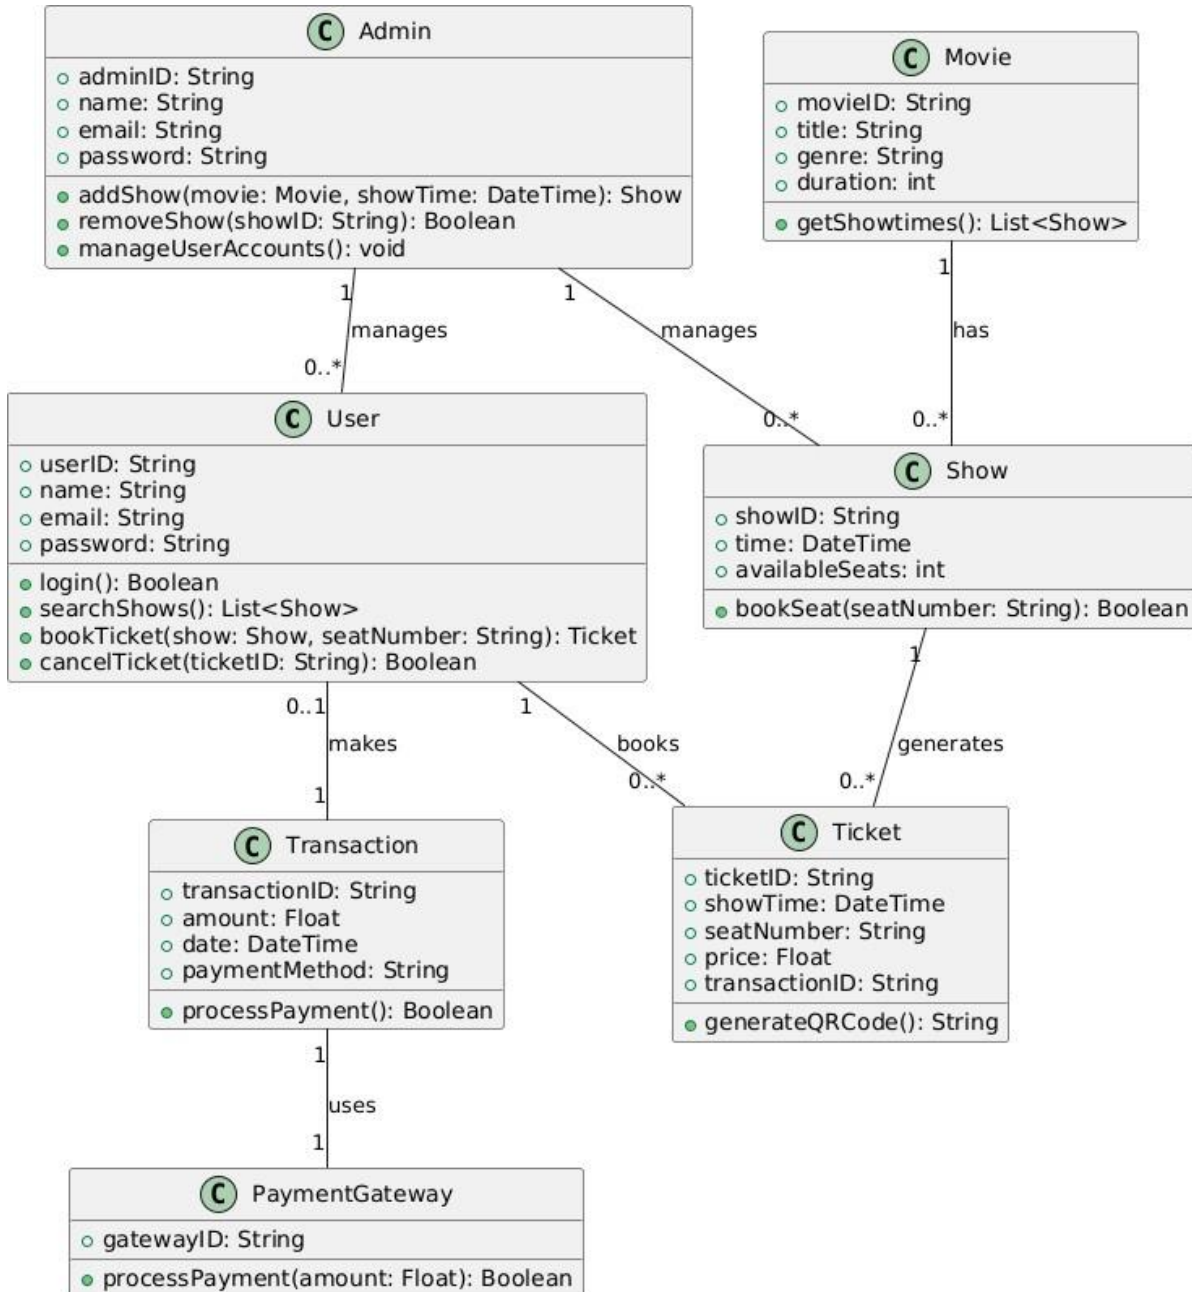 C Admin
adminID: String
name: String
email: String
password: String
addShow(movie: Movie, showTime: DateTime): Show
removeShow(showID: String): Boolean
manageUserAccounts(): void
C Movie
movieID: String
title: String
genre: String
duration: int
getShowtimes(): List<Show>
1
manages
0..*
1
manages
0..*
1
has
0..*
C User
userID: String
name: String
email: String
password: String
login(): Boolean
searchShows(): List<Show>
bookTicket(show: Show, seatNumber: String): Ticket
cancelTicket(ticketID: String): Boolean
C Show
showID: String
time: DateTime
availableSeats: int
bookSeat(seatNumber: String): Boolean
0..1
makes
1
1
books
0..*
1
generates
0..*
C Transaction
transactionID: String
amount: Float
date: DateTime
paymentMethod: String
processPayment(): Boolean
C Ticket
ticketID: String
showTime: DateTime
seatNumber: String
price: Float
transactionID: String
generateQRCode(): String
1
uses
1
C PaymentGateway
gatewayID: String
processPayment(amount: Float): Boolean